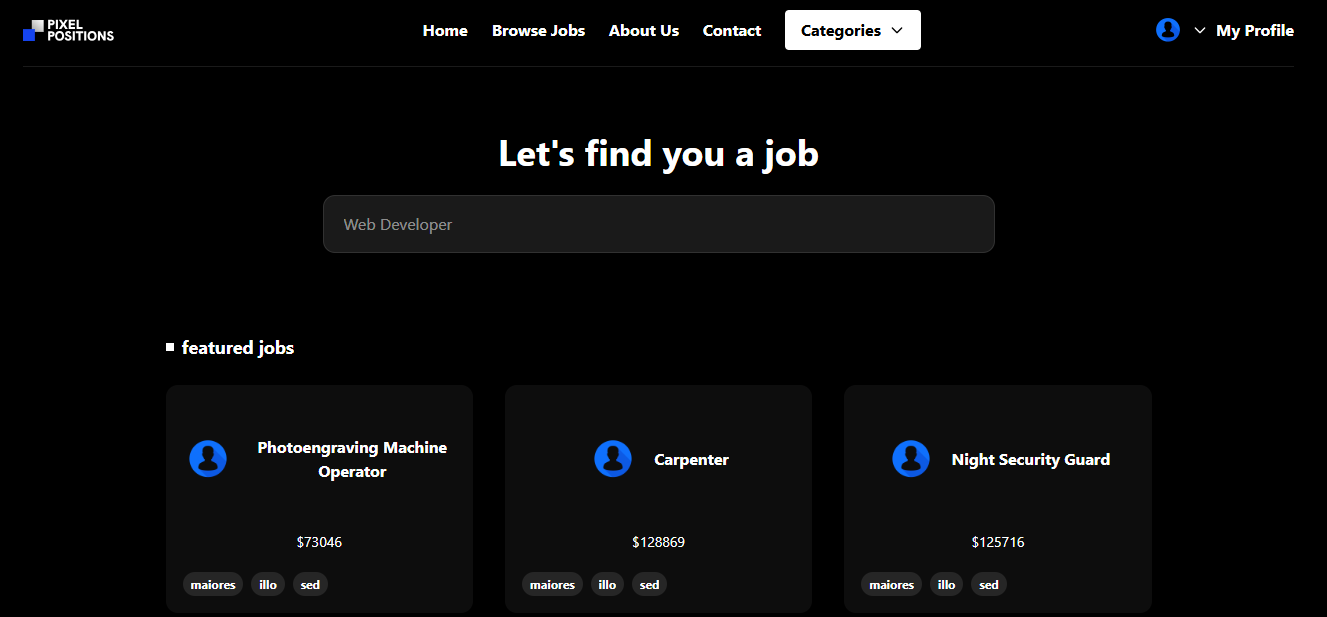 PIXEL
POSITIONS
Home Browse Jobs About Us Contact Categories My Profile
Let's find you a job
Web Developer
featured jobs
Photoengraving Machine
Operator
$73046
maiores illo sed
Carpenter
$128869
maiores illo sed
Night Security Guard
$125716
maiores illo sed